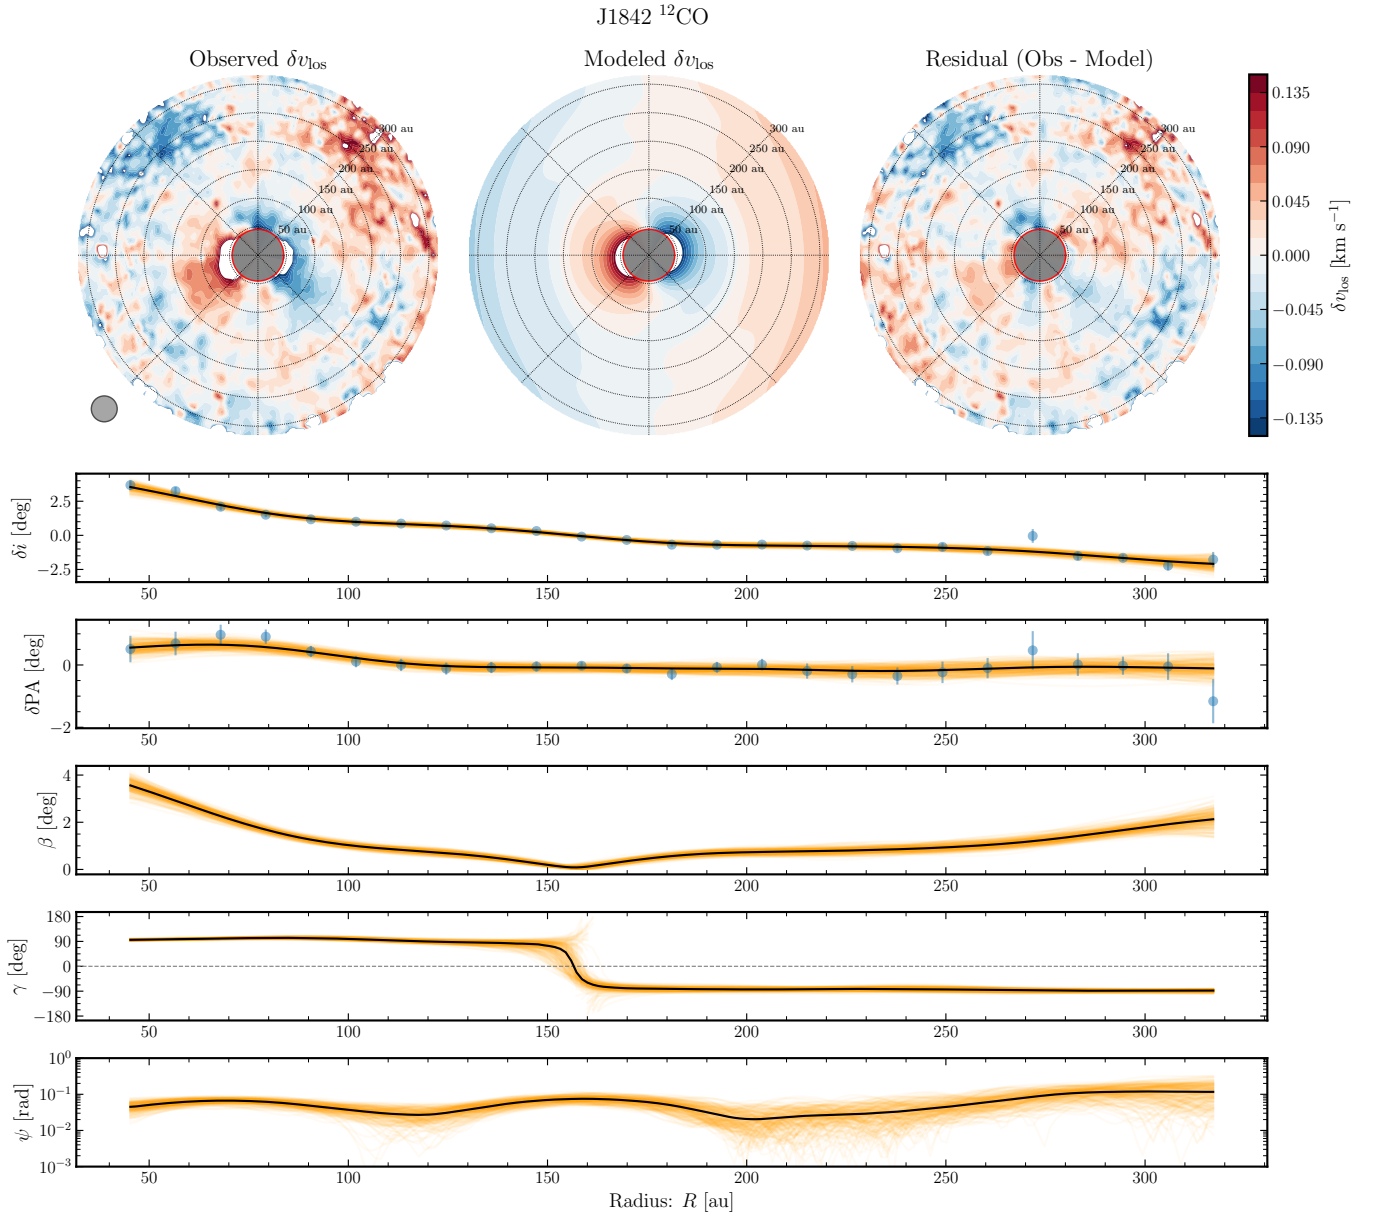 J1842 ¹²CO
Observed δv_los
Modeled δv_los
Residual (Obs - Model)
300 au
250 au
200 au
150 au
100 au
50 au
300 au
250 au
200 au
150 au
100 au
50 au
300 au
250 au
200 au
150 au
100 au
50 au
0.135
0.090
0.045
0.000
−0.045
−0.090
−0.135
δv_los [km s⁻¹]
δi [deg]
2.5
0.0
−2.5
50 100 150 200 250 300
δPA [deg]
0
−2
50 100 150 200 250 300
β [deg]
4
2
0
50 100 150 200 250 300
γ [deg]
180
90
0
−90
−180
50 100 150 200 250 300
ψ [rad]
10⁰
10⁻¹
10⁻²
10⁻³
50 100 150 200 250 300
Radius: R [au]